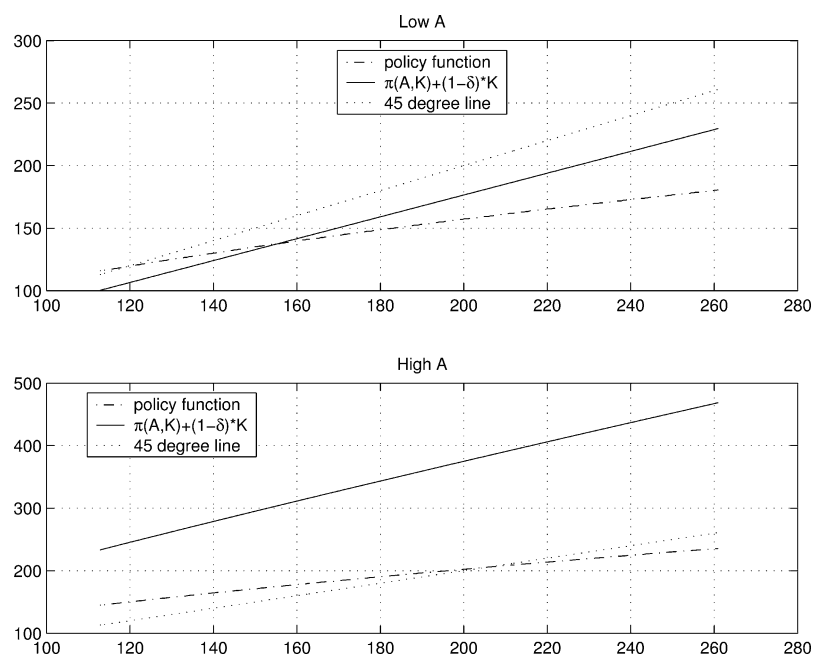 Low A
300
250
200
150
100
policy function
π(A,K)+(1−δ)*K
45 degree line
100 120 140 160 180 200 220 240 260 280
High A
500
400
300
200
100
policy function
π(A,K)+(1−δ)*K
45 degree line
100 120 140 160 180 200 220 240 260 280